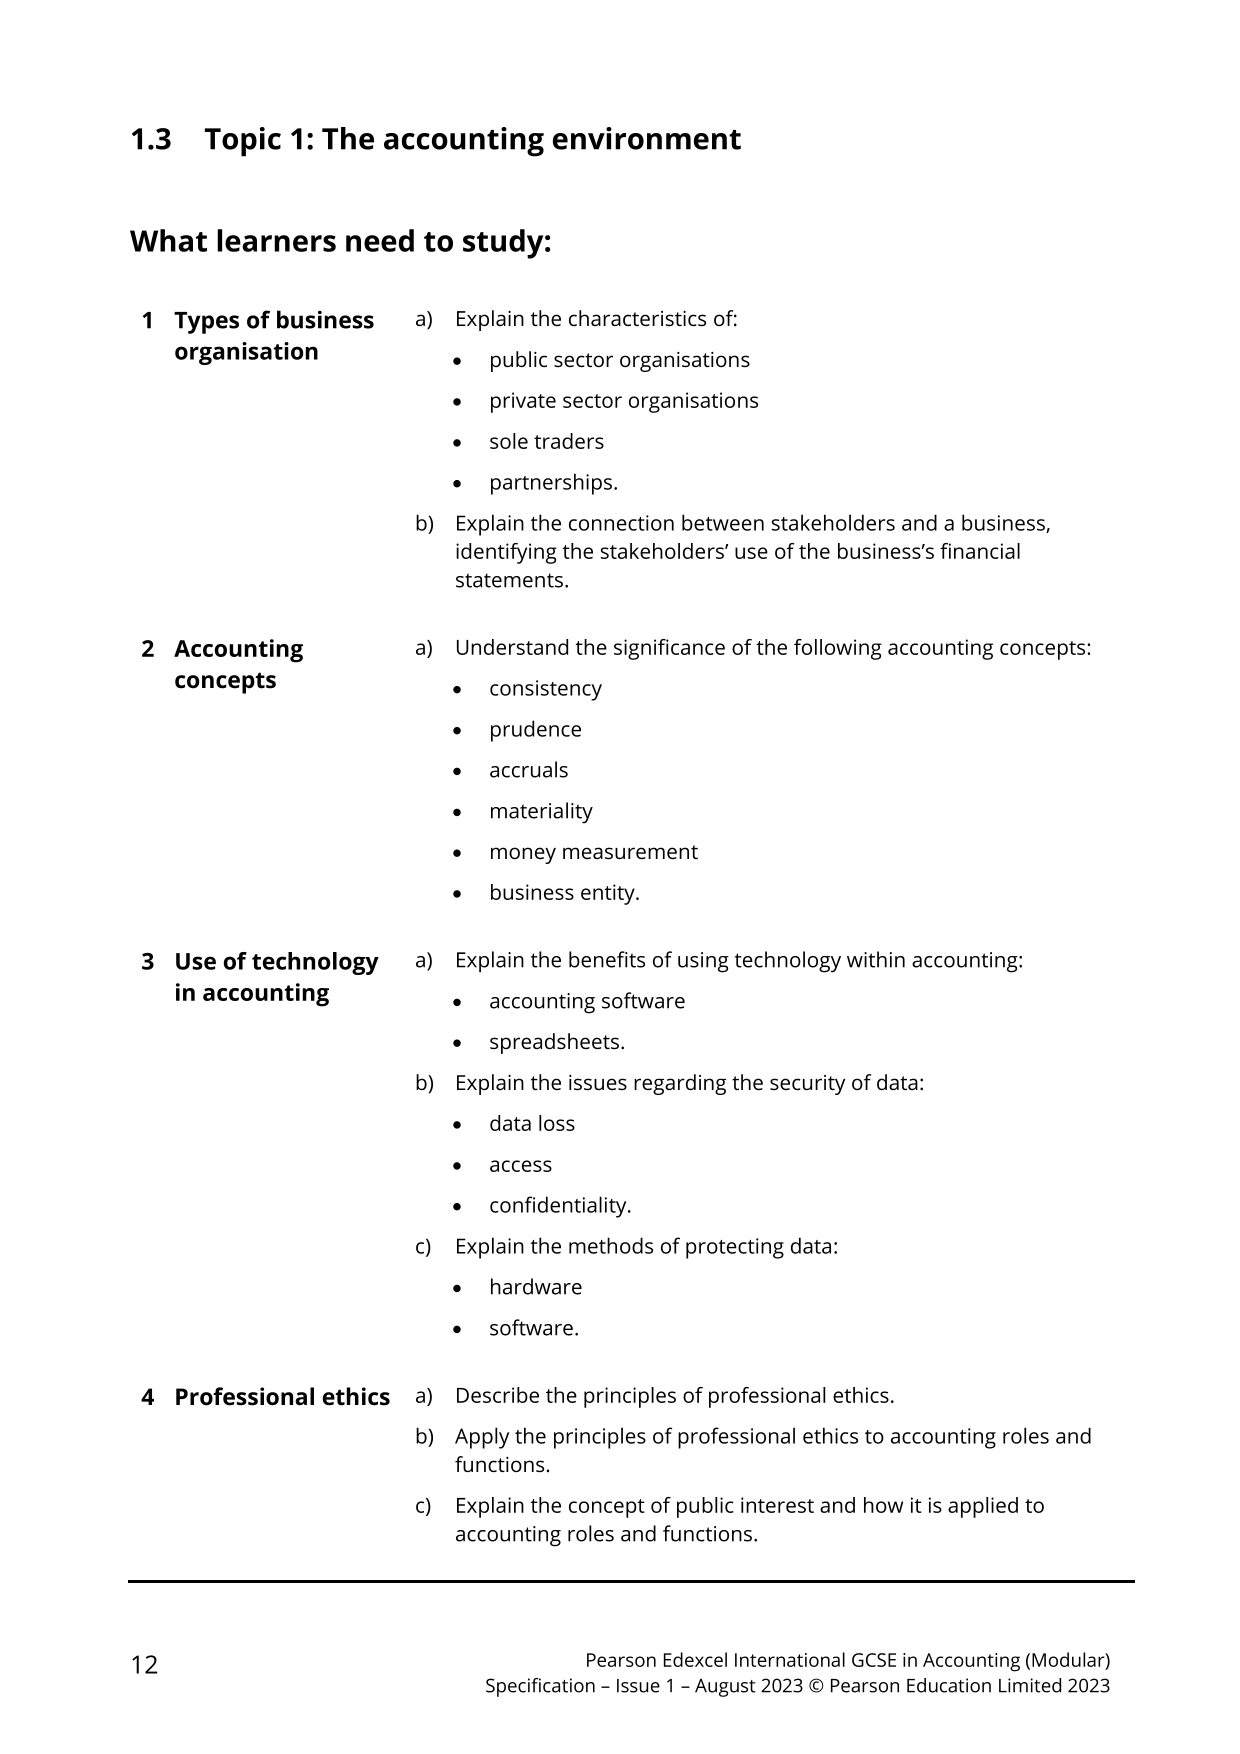 1.3 Topic 1: The accounting environment
What learners need to study:
1 Types of business organisation
a) Explain the characteristics of:
• public sector organisations
• private sector organisations
• sole traders
• partnerships.
b) Explain the connection between stakeholders and a business,
identifying the stakeholders’ use of the business’s financial
statements.
2 Accounting concepts
a) Understand the significance of the following accounting concepts:
• consistency
• prudence
• accruals
• materiality
• money measurement
• business entity.
3 Use of technology in accounting
a) Explain the benefits of using technology within accounting:
• accounting software
• spreadsheets.
b) Explain the issues regarding the security of data:
• data loss
• access
• confidentiality.
c) Explain the methods of protecting data:
• hardware
• software.
4 Professional ethics
a) Describe the principles of professional ethics.
b) Apply the principles of professional ethics to accounting roles and
functions.
c) Explain the concept of public interest and how it is applied to
accounting roles and functions.
12
Pearson Edexcel International GCSE in Accounting (Modular)
Specification – Issue 1 – August 2023 © Pearson Education Limited 2023